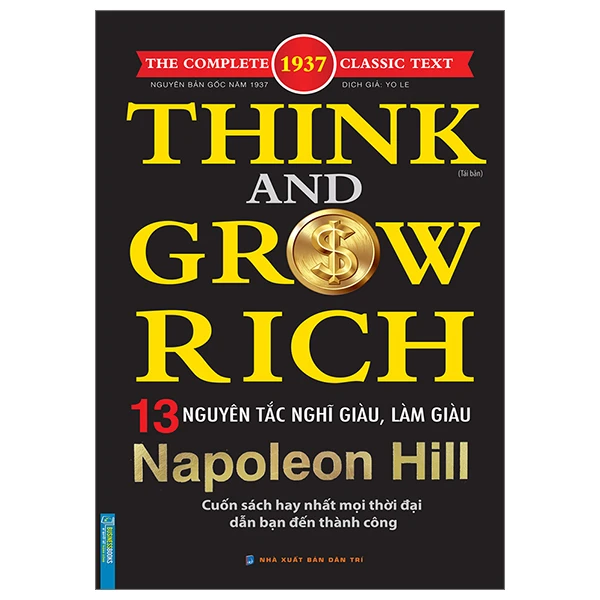 THE COMPLETE 1937 CLASSIC TEXT
NGUYÊN BẢN GỐC NĂM 1937 DỊCH GIẢ: YO LE
THINK
(Tái bản)
AND
GROW
RICH
13 NGUYÊN TẮC NGHĨ GIÀU, LÀM GIÀU
Napoleon Hill
Cuốn sách hay nhất mọi thời đại
dẫn bạn đến thành công
BUSINESSBOOKS
NHÀ XUẤT BẢN DÂN TRÍ